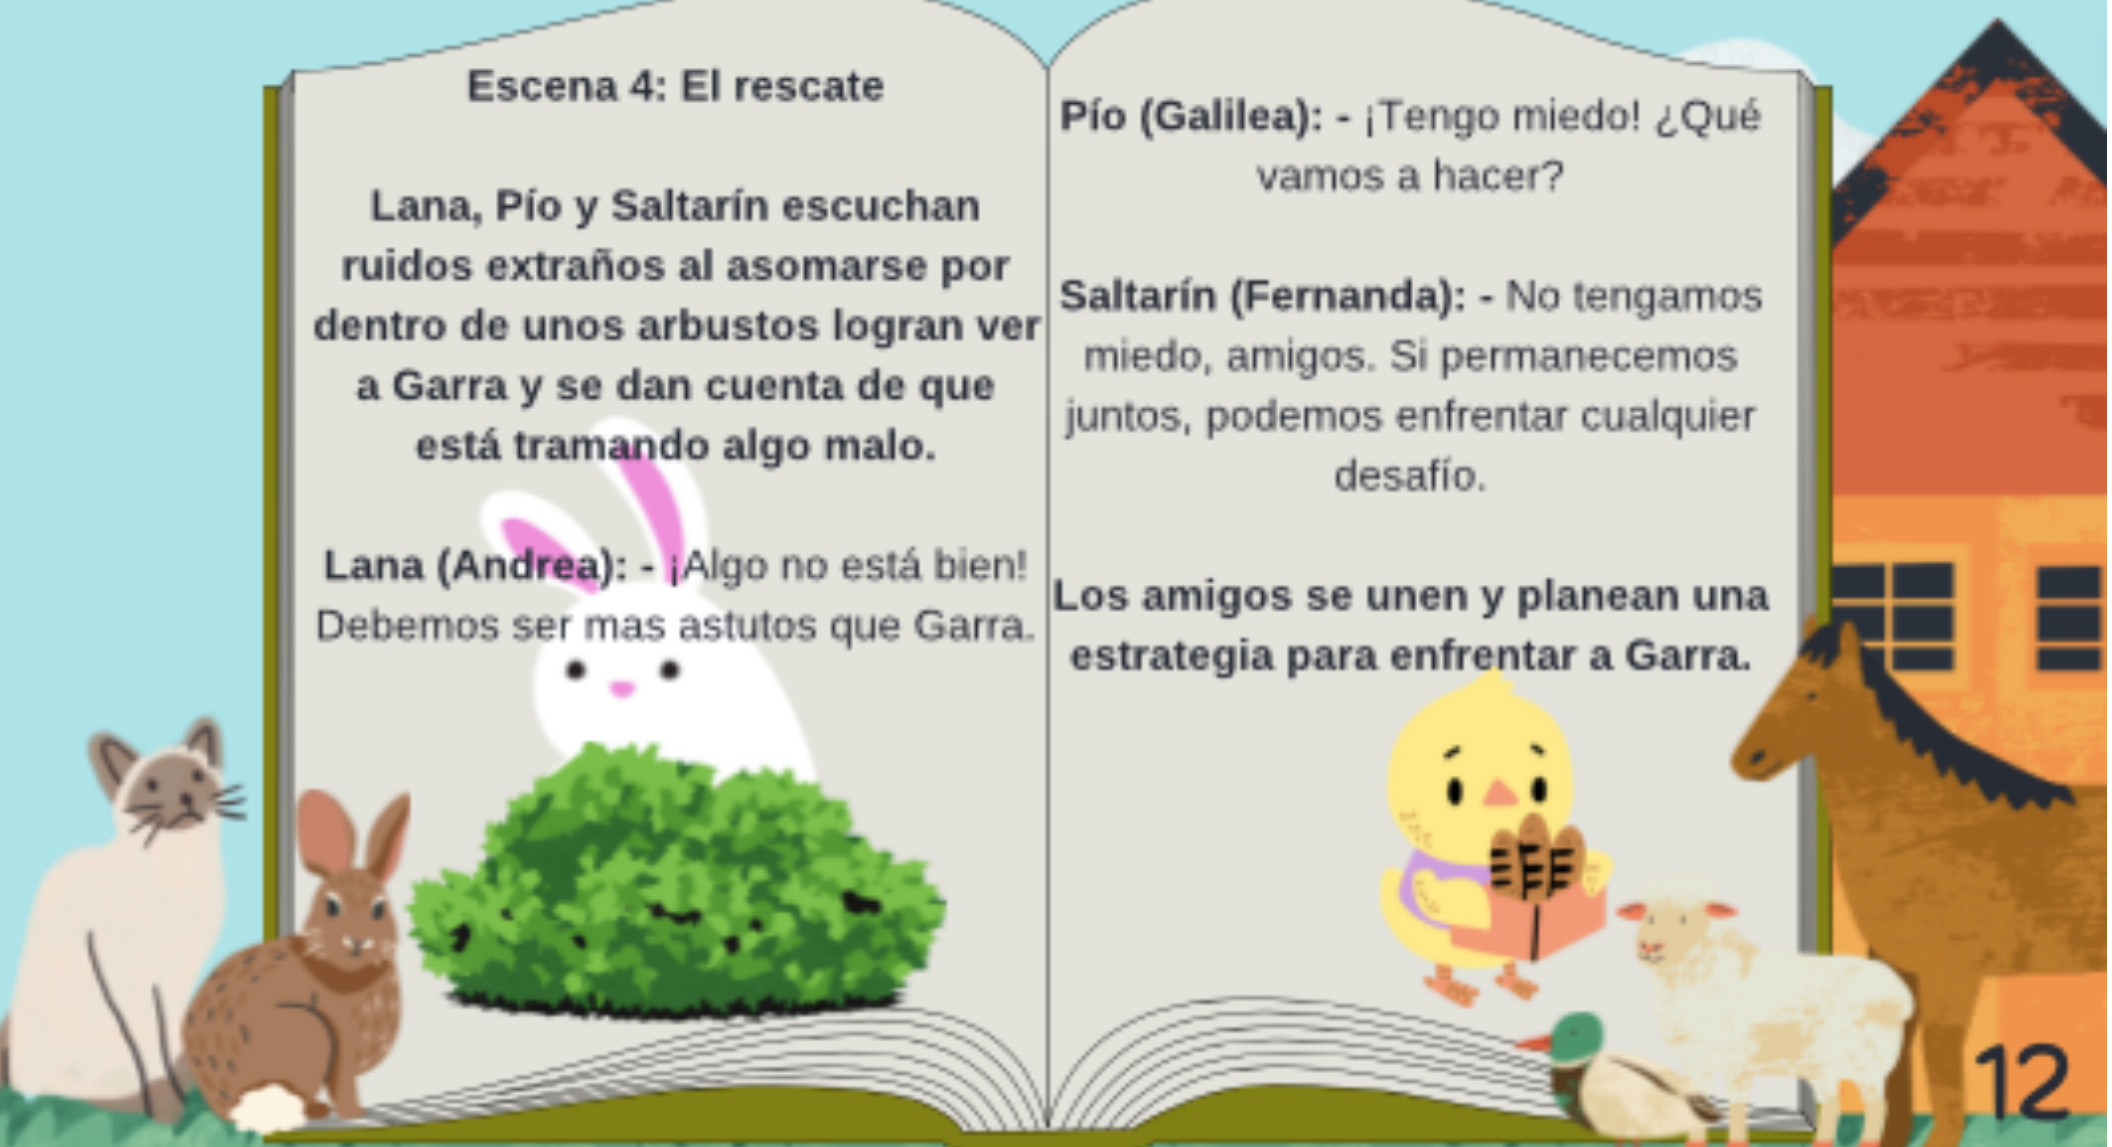 Escena 4: El rescate
Lana, Pío y Saltarín escuchan
ruidos extraños al asomarse por
dentro de unos arbustos logran ver
a Garra y se dan cuenta de que
está tramando algo malo.
Lana (Andrea): - ¡Algo no está bien!
Debemos ser mas astutos que Garra.
Pío (Galilea): - ¡Tengo miedo! ¿Qué
vamos a hacer?
Saltarín (Fernanda): - No tengamos
miedo, amigos. Si permanecemos
juntos, podemos enfrentar cualquier
desafío.
Los amigos se unen y planean una
estrategia para enfrentar a Garra.
12